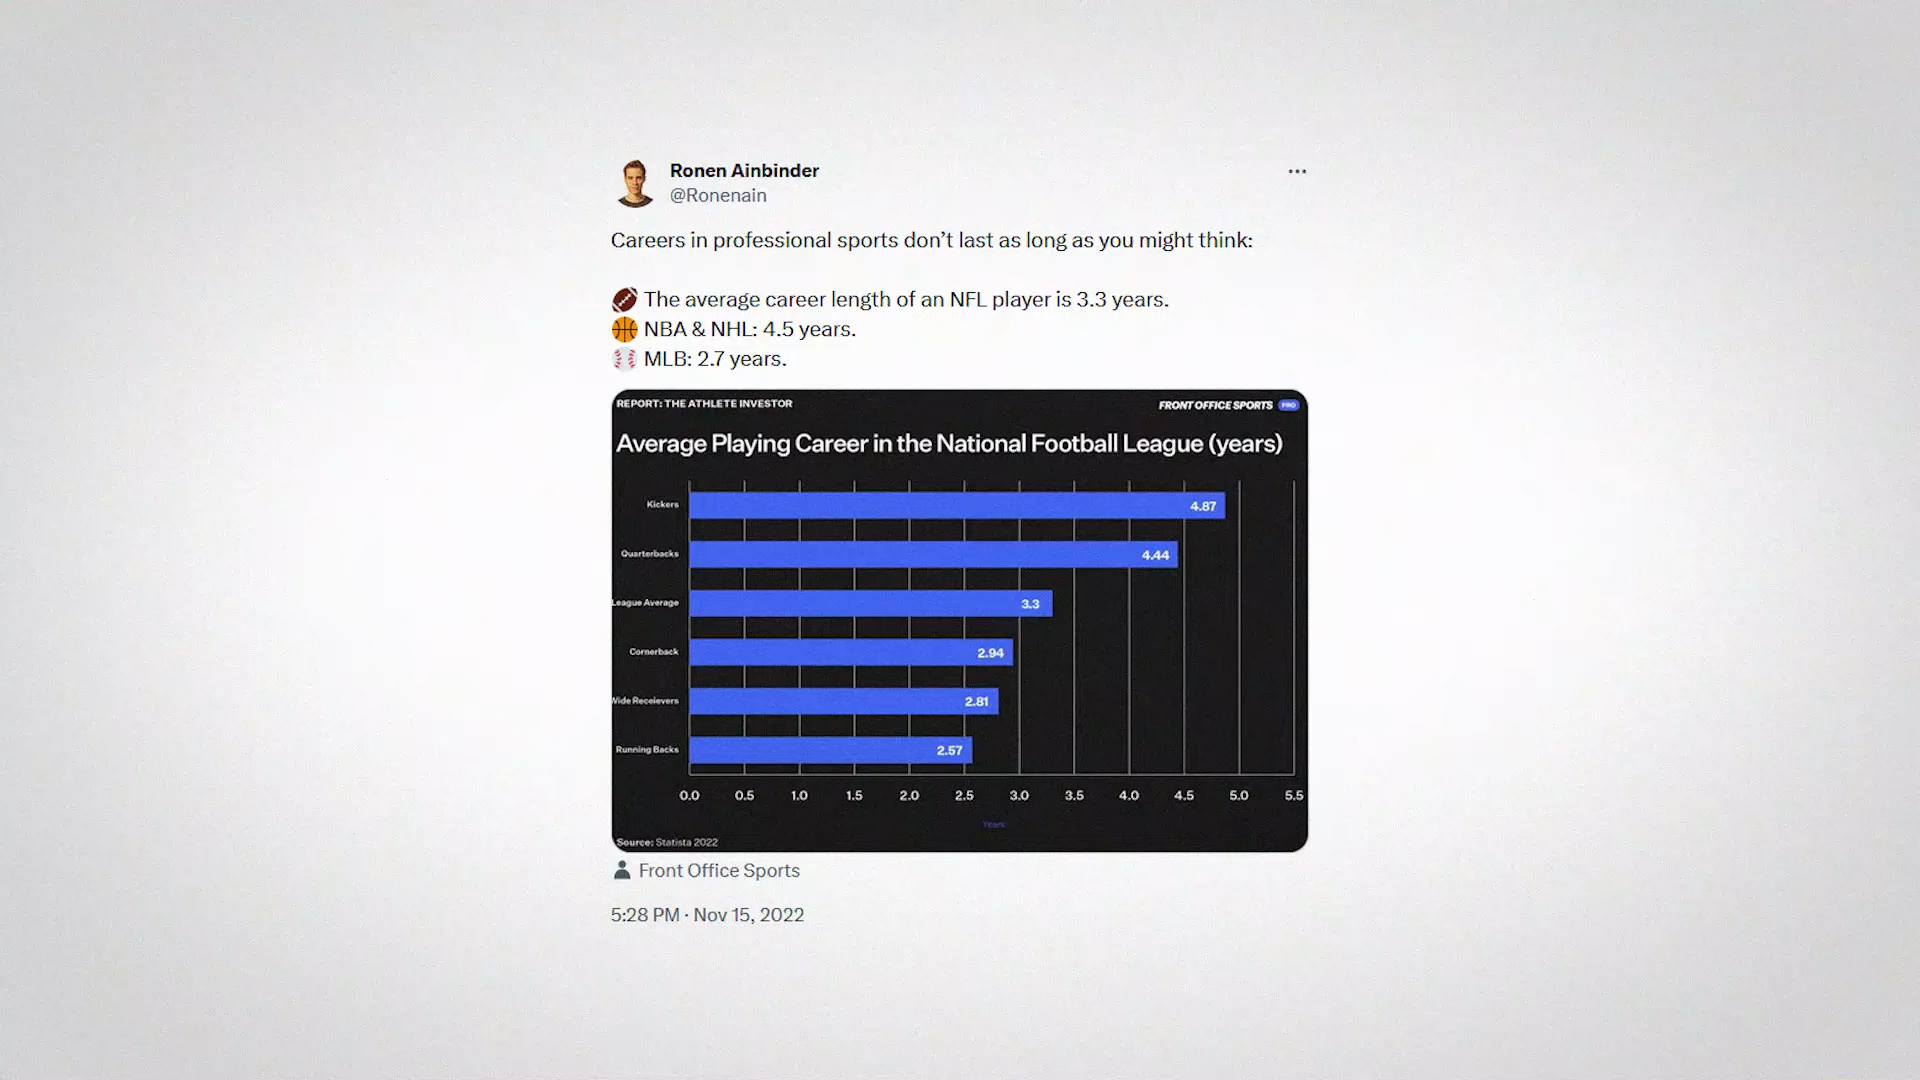 Ronen Ainbinder
@Ronenain
Careers in professional sports don’t last as long as you might think:
🏈 The average career length of an NFL player is 3.3 years.
🏀 NBA & NHL: 4.5 years.
⚾ MLB: 2.7 years.
REPORT: THE ATHLETE INVESTOR
FRONT OFFICE SPORTS PRO
Average Playing Career in the National Football League (years)
Kickers 4.87
Quarterbacks 4.44
League Average 3.3
Cornerback 2.94
Wide Receievers 2.81
Running Backs 2.57
0.0 0.5 1.0 1.5 2.0 2.5 3.0 3.5 4.0 4.5 5.0 5.5
Years
Source: Statista 2022
Front Office Sports
5:28 PM · Nov 15, 2022